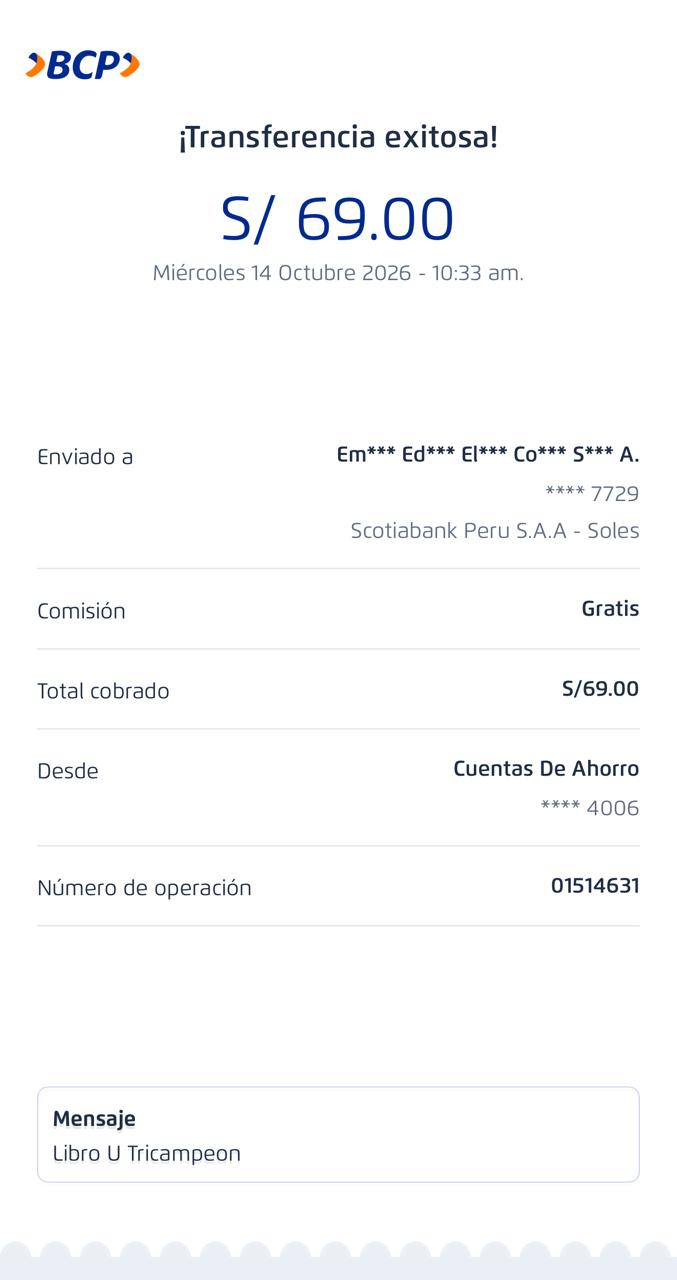 BCP
¡Transferencia exitosa!
S/ 69.00
Miércoles 14 Octubre 2026 - 10:33 am.
Enviado a
Em*** Ed*** El*** Co*** S*** A.
**** 7729
Scotiabank Peru S.A.A - Soles
Comisión
Gratis
Total cobrado
S/69.00
Desde
Cuentas De Ahorro
**** 4006
Número de operación
01514631
Mensaje
Libro U Tricampeon